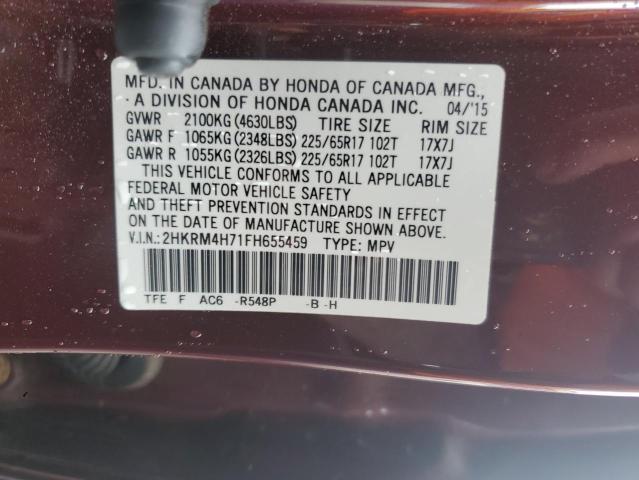 MFD. IN CANADA BY HONDA OF CANADA MFG.,
A DIVISION OF HONDA CANADA INC. 04/'15
GVWR 2100KG (4630LBS) TIRE SIZE RIM SIZE
GAWR F 1065KG (2348LBS) 225/65R17 102T 17X7J
GAWR R 1055KG (2326LBS) 225/65R17 102T 17X7J
THIS VEHICLE CONFORMS TO ALL APPLICABLE
FEDERAL MOTOR VEHICLE SAFETY
AND THEFT PREVENTION STANDARDS IN EFFECT
ON THE DATE OF MANUFACTURE SHOWN ABOVE.
V.I.N.: 2HKRM4H71FH655459 TYPE: MPV
TFE F AC6 -R548P -B -H